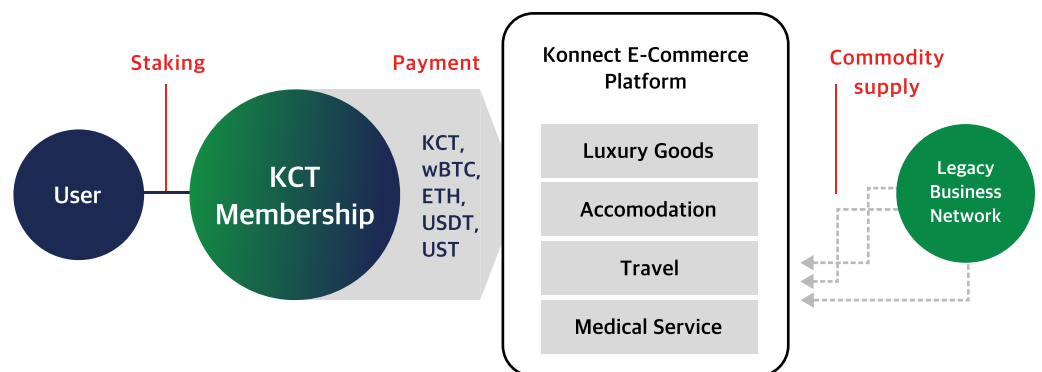 Staking
Payment
Konnect E-Commerce
Platform
Commodity
supply
User
KCT
Membership
KCT,
wBTC,
ETH,
USDT,
UST
Luxury Goods
Accomodation
Travel
Medical Service
Legacy
Business
Network